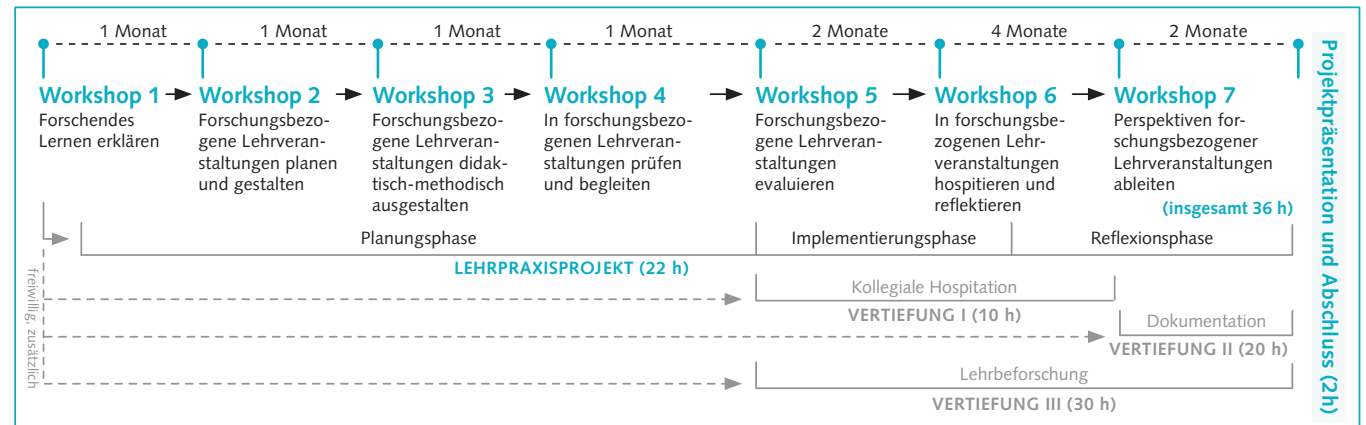 1 Monat
1 Monat
1 Monat
1 Monat
2 Monate
4 Monate
2 Monate
Workshop 1
Forschendes
Lernen erklären
Workshop 2
Forschungsbezo-
gene Lehrveran-
staltungen planen
und gestalten
Workshop 3
Forschungsbezo-
gene Lehrveran-
staltungen didak-
tisch-methodisch
ausgestalten
Workshop 4
In forschungsbezo-
genen Lehrveran-
staltungen prüfen
und begleiten
Workshop 5
Forschungsbezo-
gene Lehrveran-
staltungen
evaluieren
Workshop 6
In forschungsbe-
zogenen Lehr-
veranstaltungen
hospitieren und
reflektieren
Workshop 7
Perspektiven for-
schungsbezogener
Lehrveranstaltungen
ableiten
(insgesamt 36 h)
Planungsphase
Implementierungsphase
Reflexionsphase
LEHRPRAXISPROJEKT (22 h)
freiwillig, zusätzlich
Kollegiale Hospitation
VERTIEFUNG I (10 h)
Dokumentation
VERTIEFUNG II (20 h)
Lehrbeforschung
VERTIEFUNG III (30 h)
Projektpräsentation und Abschluss (2h)